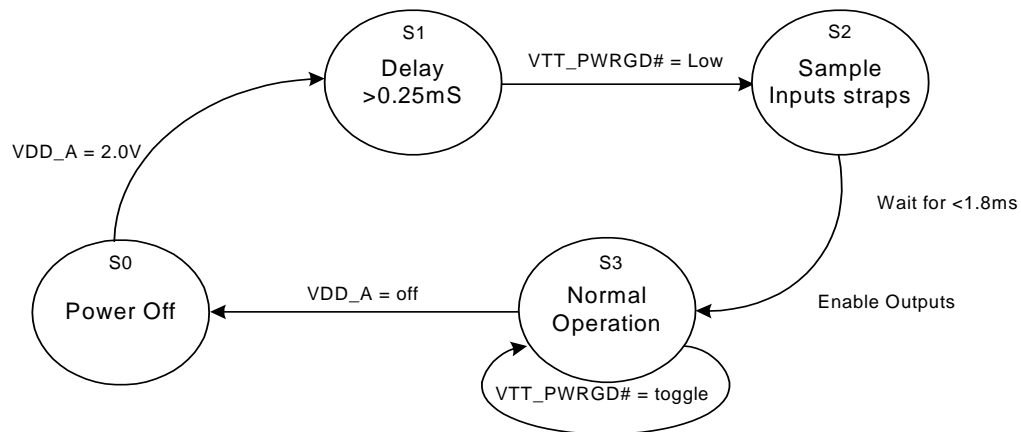 S1
Delay
>0.25mS
VTT_PWRGD# = Low
S2
Sample
Inputs straps
VDD_A = 2.0V
Wait for <1.8ms
S0
Power Off
VDD_A = off
S3
Normal
Operation
Enable Outputs
VTT_PWRGD# = toggle